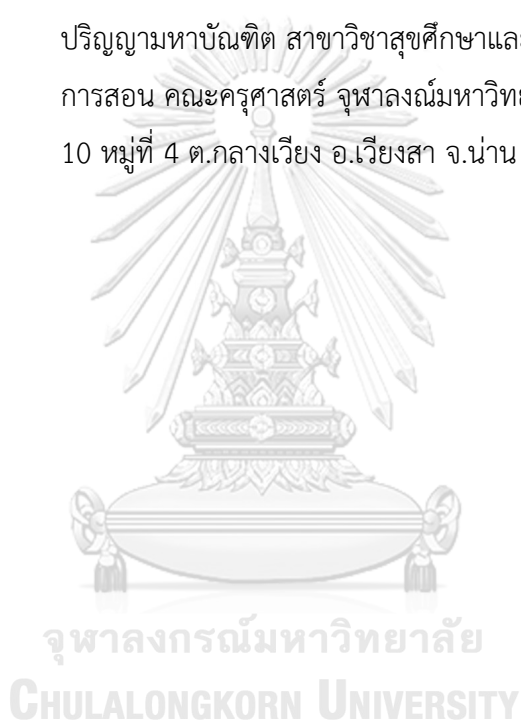 ปริญญามหาบัณฑิต สาขาวิชาสุขศึกษาและ
การสอน คณะครุศาสตร์ จุฬาลงณ์มหาวิทย
10 หมู่ที่ 4 ต.กลางเวียง อ.เวียงสา จ.น่าน
จุฬาลงกรณ์มหาวิทยาลัย
CHULALONGKORN UNIVERSITY